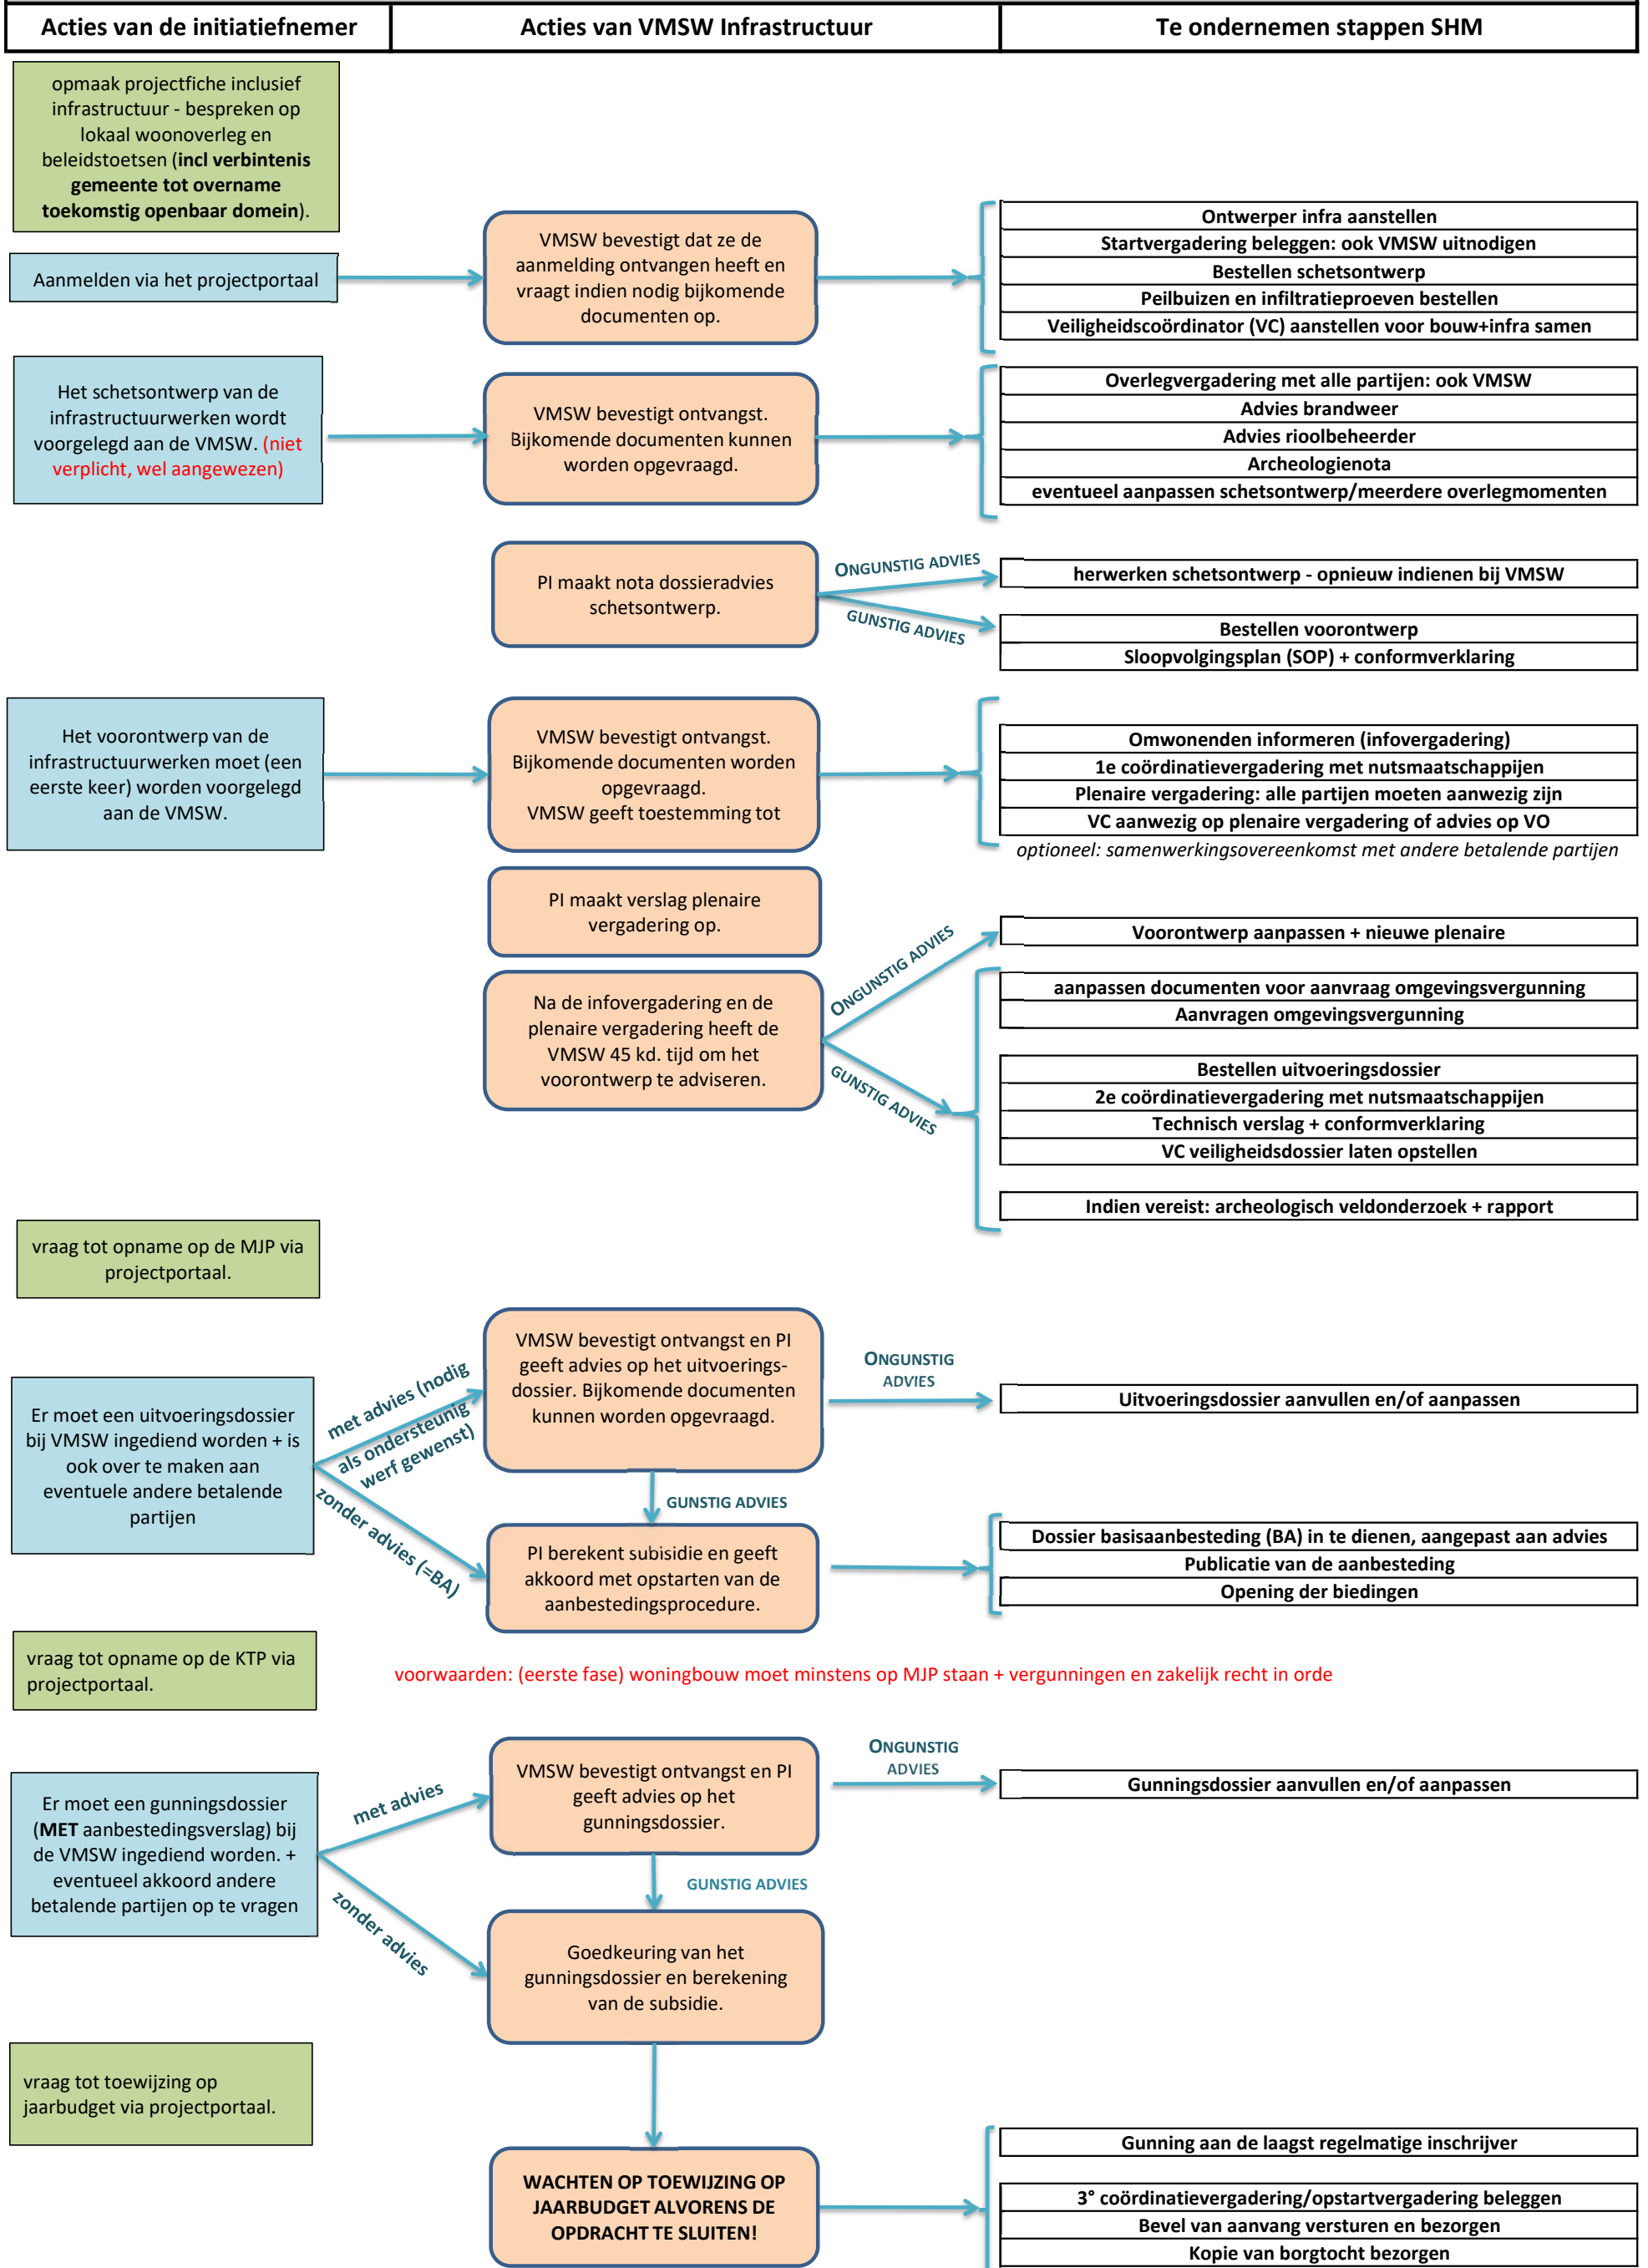 Acties van de initiatiefnemer
Acties van VMSW Infrastructuur
Te ondernemen stappen SHM
opmaak projectfiche inclusief
infrastructuur - bespreken op
lokaal woonoverleg en
beleidstoetsen (incl verbintenis
gemeente tot overname
toekomstig openbaar domein).
Aanmelden via het projectportaal
VMSW bevestigt dat ze de
aanmelding ontvangen heeft en
vraagt indien nodig bijkomende
documenten op.
Ontwerper infra aanstellen
Startvergadering beleggen: ook VMSW uitnodigen
Bestellen schetsontwerp
Peilbuizen en infiltratieproeven bestellen
Veiligheidscoördinator (VC) aanstellen voor bouw+infra samen
Het schetsontwerp van de
infrastructuurwerken wordt
voorgelegd aan de VMSW. (niet
verplicht, wel aangewezen)
VMSW bevestigt ontvangst.
Bijkomende documenten kunnen
worden opgevraagd.
Overlegvergadering met alle partijen: ook VMSW
Advies brandweer
Advies rioolbeheerder
Archeologienota
eventueel aanpassen schetsontwerp/meerdere overlegmomenten
PI maakt nota dossieradvies
schetsontwerp.
ONGUNSTIG ADVIES
GUNSTIG ADVIES
herwerken schetsontwerp - opnieuw indienen bij VMSW
Bestellen voorontwerp
Sloopvolgingsplan (SOP) + conformverklaring
Het voorontwerp van de
infrastructuurwerken moet (een
eerste keer) worden voorgelegd
aan de VMSW.
VMSW bevestigt ontvangst.
Bijkomende documenten worden
opgevraagd.
VMSW geeft toestemming tot
Omwonenden informeren (infovergadering)
1e coördinatievergadering met nutsmaatschappijen
Plenaire vergadering: alle partijen moeten aanwezig zijn
VC aanwezig op plenaire vergadering of advies op VO
optioneel: samenwerkingsovereenkomst met andere betalende partijen
PI maakt verslag plenaire
vergadering op.
Na de infovergadering en de
plenaire vergadering heeft de
VMSW 45 kd. tijd om het
voorontwerp te adviseren.
ONGUNSTIG ADVIES
GUNSTIG ADVIES
Voorontwerp aanpassen + nieuwe plenaire
aanpassen documenten voor aanvraag omgevingsvergunning
Aanvragen omgevingsvergunning
Bestellen uitvoeringsdossier
2e coördinatievergadering met nutsmaatschappijen
Technisch verslag + conformverklaring
VC veiligheidsdossier laten opstellen
Indien vereist: archeologisch veldonderzoek + rapport
vraag tot opname op de MJP via
projectportaal.
Er moet een uitvoeringsdossier
bij VMSW ingediend worden + is
ook over te maken aan
eventuele andere betalende
partijen
met advies (nodig
als ondersteunig
werf gewenst)
zonder advies (=BA)
VMSW bevestigt ontvangst en PI
geeft advies op het uitvoerings-
dossier. Bijkomende documenten
kunnen worden opgevraagd.
ONGUNSTIG
ADVIES
Uitvoeringsdossier aanvullen en/of aanpassen
GUNSTIG ADVIES
PI berekent subisidie en geeft
akkoord met opstarten van de
aanbestedingsprocedure.
Dossier basisaanbesteding (BA) in te dienen, aangepast aan advies
Publicatie van de aanbesteding
Opening der biedingen
vraag tot opname op de KTP via
projectportaal.
voorwaarden: (eerste fase) woningbouw moet minstens op MJP staan + vergunningen en zakelijk recht in orde
Er moet een gunningsdossier
(MET aanbestedingsverslag) bij
de VMSW ingediend worden. +
eventueel akkoord andere
betalende partijen op te vragen
met advies
zonder advies
VMSW bevestigt ontvangst en PI
geeft advies op het
gunningsdossier.
ONGUNSTIG
ADVIES
Gunningsdossier aanvullen en/of aanpassen
GUNSTIG ADVIES
Goedkeuring van het
gunningsdossier en berekening
van de subsidie.
vraag tot toewijzing op
jaarbudget via projectportaal.
WACHTEN OP TOEWIJZING OP
JAARBUDGET ALVORENS DE
OPDRACHT TE SLUITEN!
Gunning aan de laagst regelmatige inschrijver
3° coördinatievergadering/opstartvergadering beleggen
Bevel van aanvang versturen en bezorgen
Kopie van borgtocht bezorgen